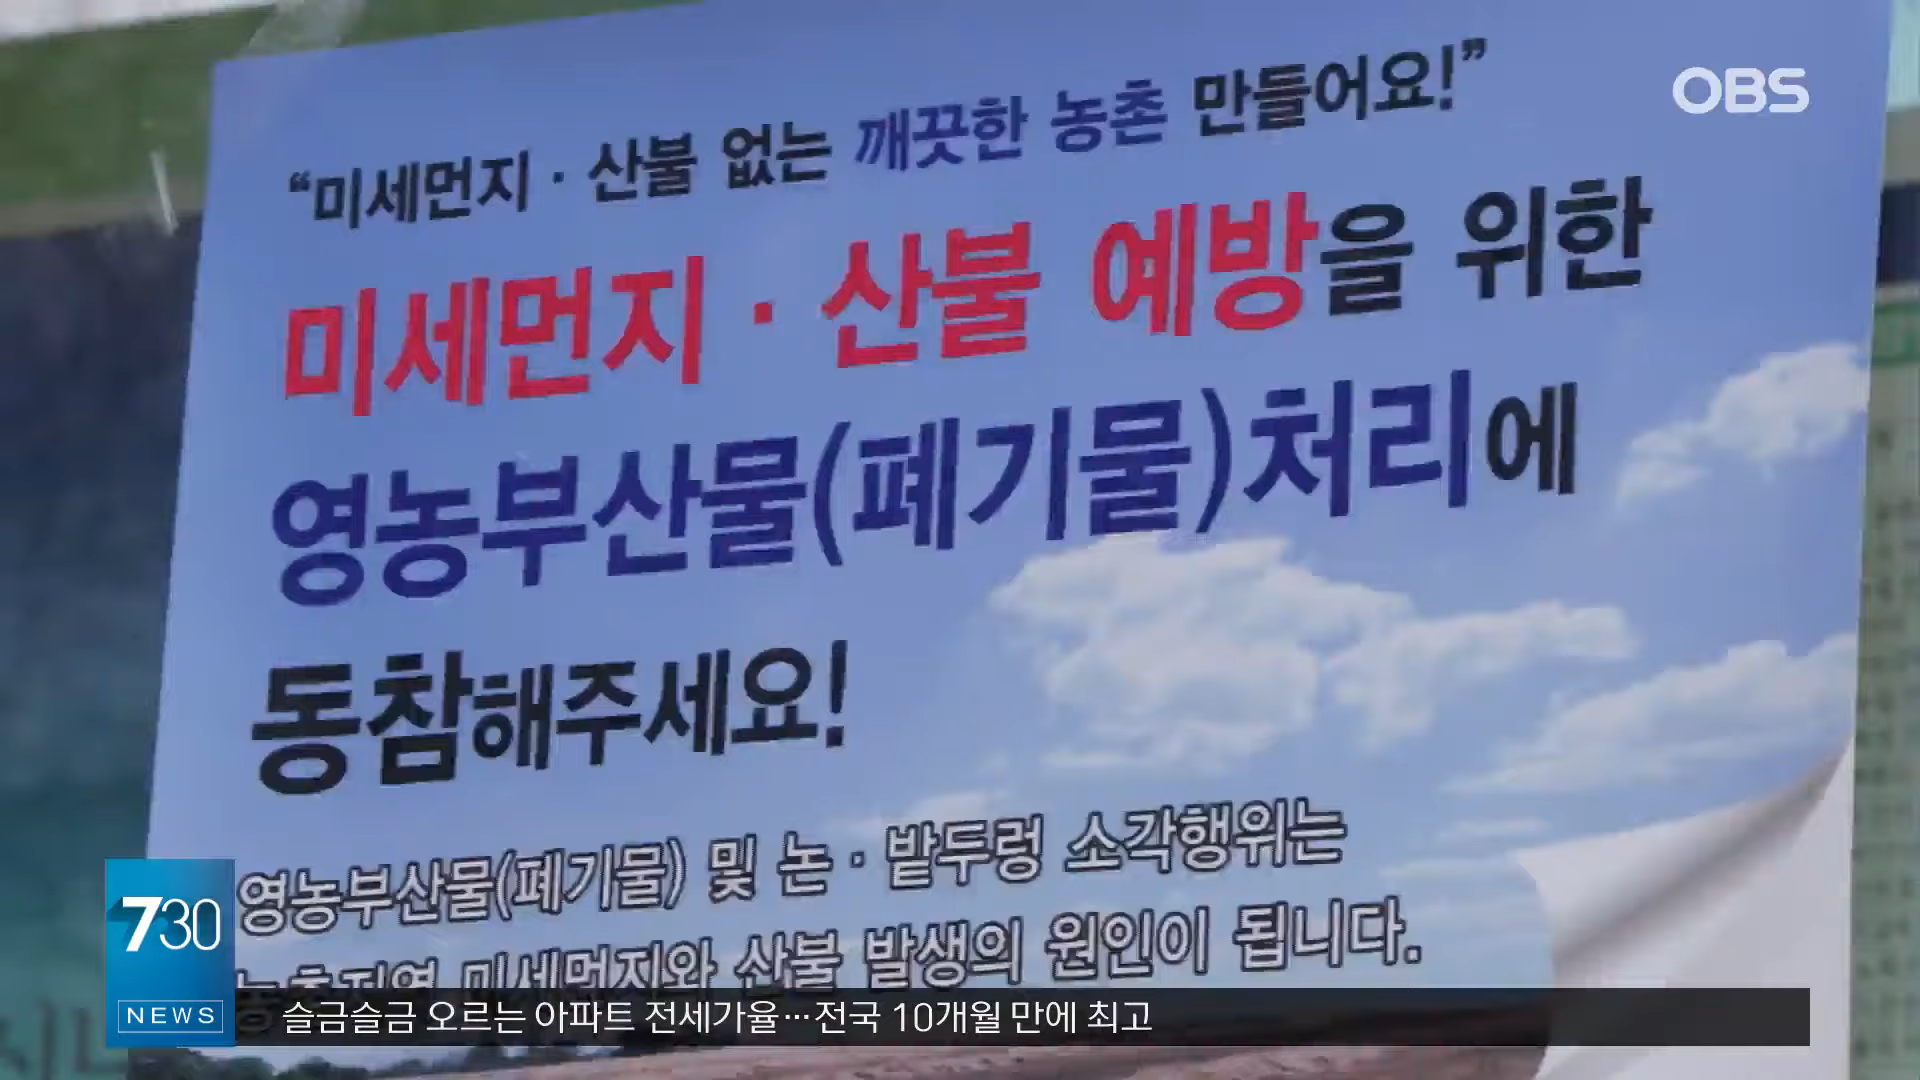 OBS
“미세먼지 · 산불 없는 깨끗한 농촌 만들어요!”
미세먼지 · 산불 예방을 위한
영농부산물(폐기물)처리에
동참해주세요!
영농부산물(폐기물) 및 논 · 밭두렁 소각행위는
농촌지역 미세먼지와 산불 발생의 원인이 됩니다.
730
NEWS
슬금슬금 오르는 아파트 전세가율…전국 10개월 만에 최고